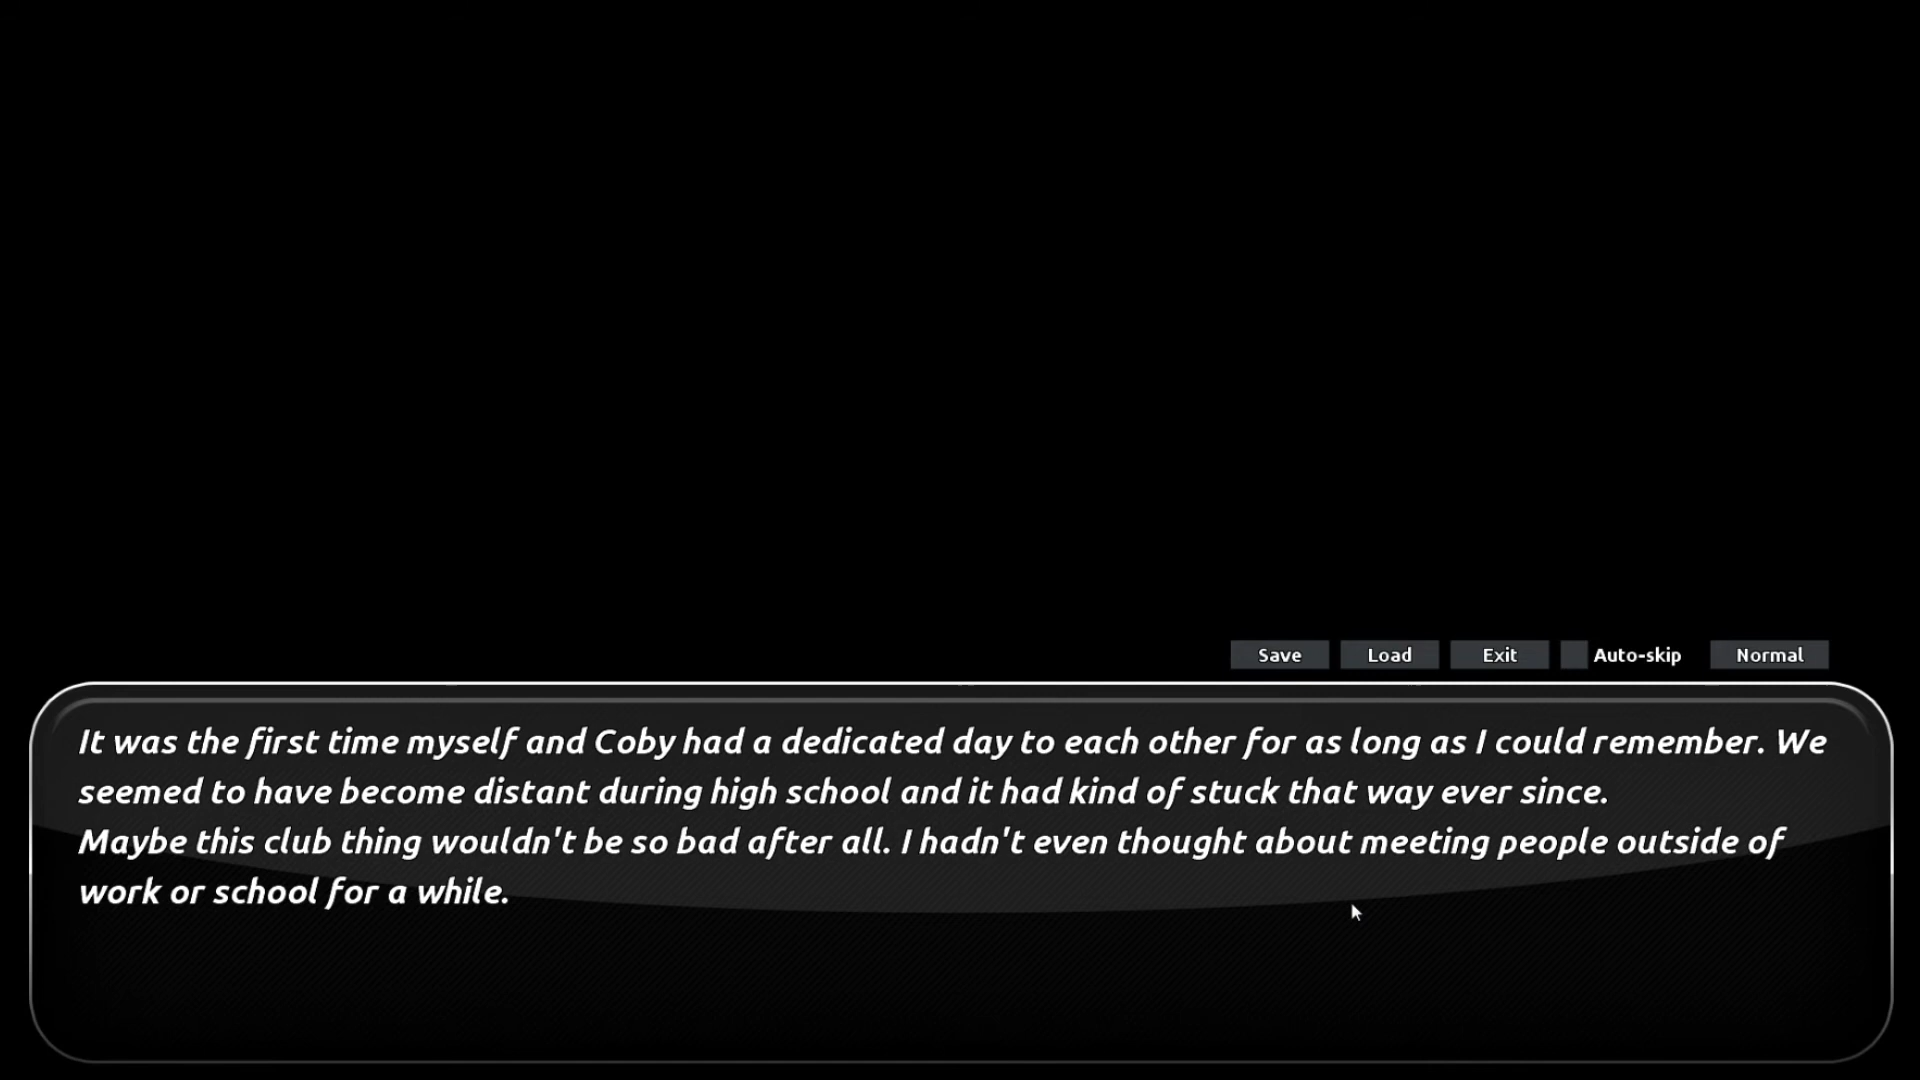 Save Load Exit Auto-skip Normal
It was the first time myself and Coby had a dedicated day to each other for as long as I could remember. We
seemed to have become distant during high school and it had kind of stuck that way ever since.
Maybe this club thing wouldn't be so bad after all. I hadn't even thought about meeting people outside of
work or school for a while.